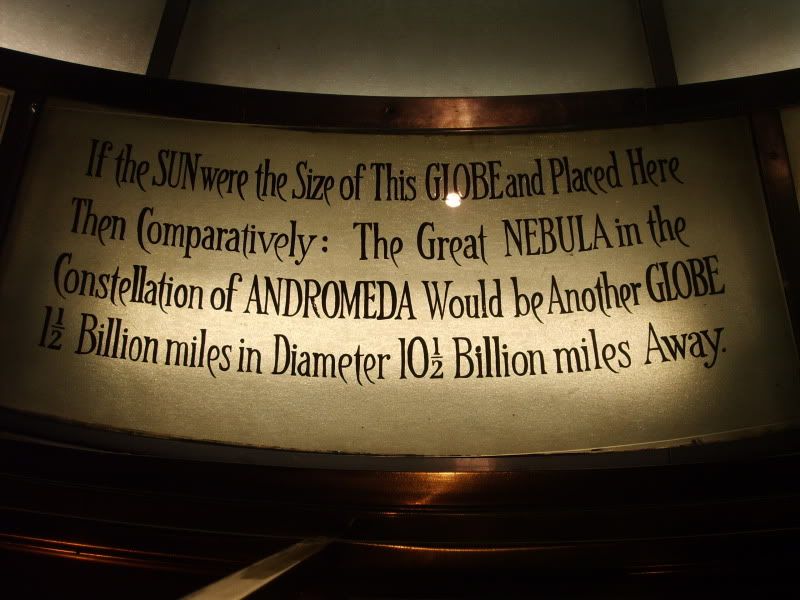 If the SUN were the Size of This GLOBE and Placed Here
Then Comparatively: The Great NEBULA in the
Constellation of ANDROMEDA Would be Another GLOBE
1½ Billion miles in Diameter 10½ Billion miles Away.